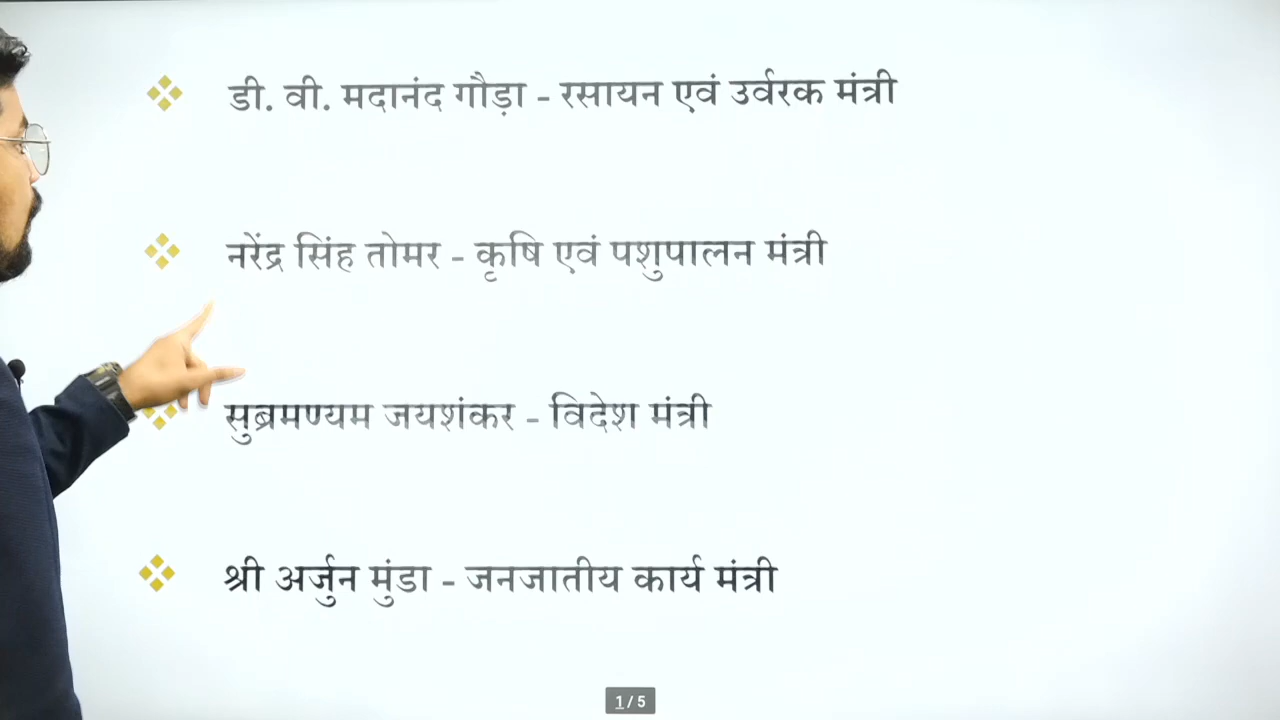 डी. वी. मदानंद गौड़ा - रसायन एवं उर्वरक मंत्री
नरेंद्र सिंह तोमर - कृषि एवं पशुपालन मंत्री
सुब्रमण्यम जयशंकर - विदेश मंत्री
श्री अर्जुन मुंडा - जनजातीय कार्य मंत्री
1 / 5